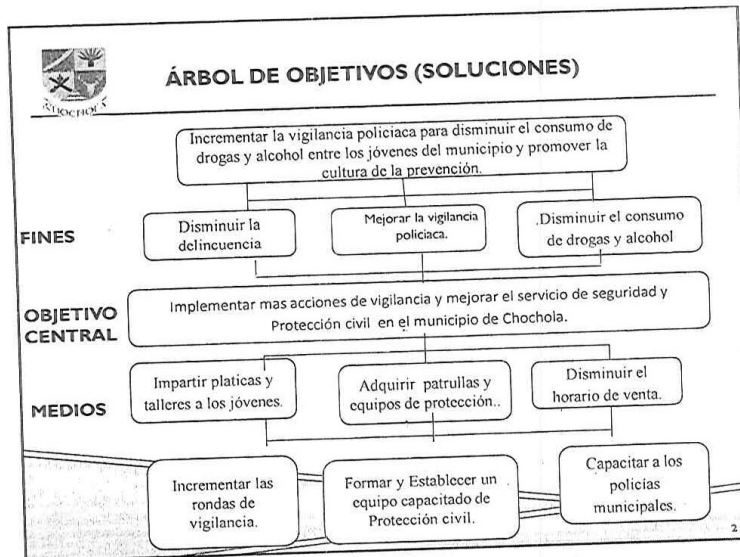 ÁRBOL DE OBJETIVOS (SOLUCIONES)
CHOCHOLA
Incrementar la vigilancia policiaca para disminuir el consumo de
drogas y alcohol entre los jóvenes del municipio y promover la
cultura de la prevención.
FINES
Disminuir la
delincuencia
Mejorar la vigilancia
policiaca.
.Disminuir el consumo
de drogas y alcohol
OBJETIVO
CENTRAL
Implementar mas acciones de vigilancia y mejorar el servicio de seguridad y
Protección civil en el municipio de Chochola.
MEDIOS
Impartir platicas y
talleres a los jóvenes.
Adquirir patrullas y
equipos de protección..
Disminuir el
horario de venta.
Incrementar las
rondas de
vigilancia.
Formar y Establecer un
equipo capacitado de
Protección civil.
Capacitar a los
policías
municipales.
2